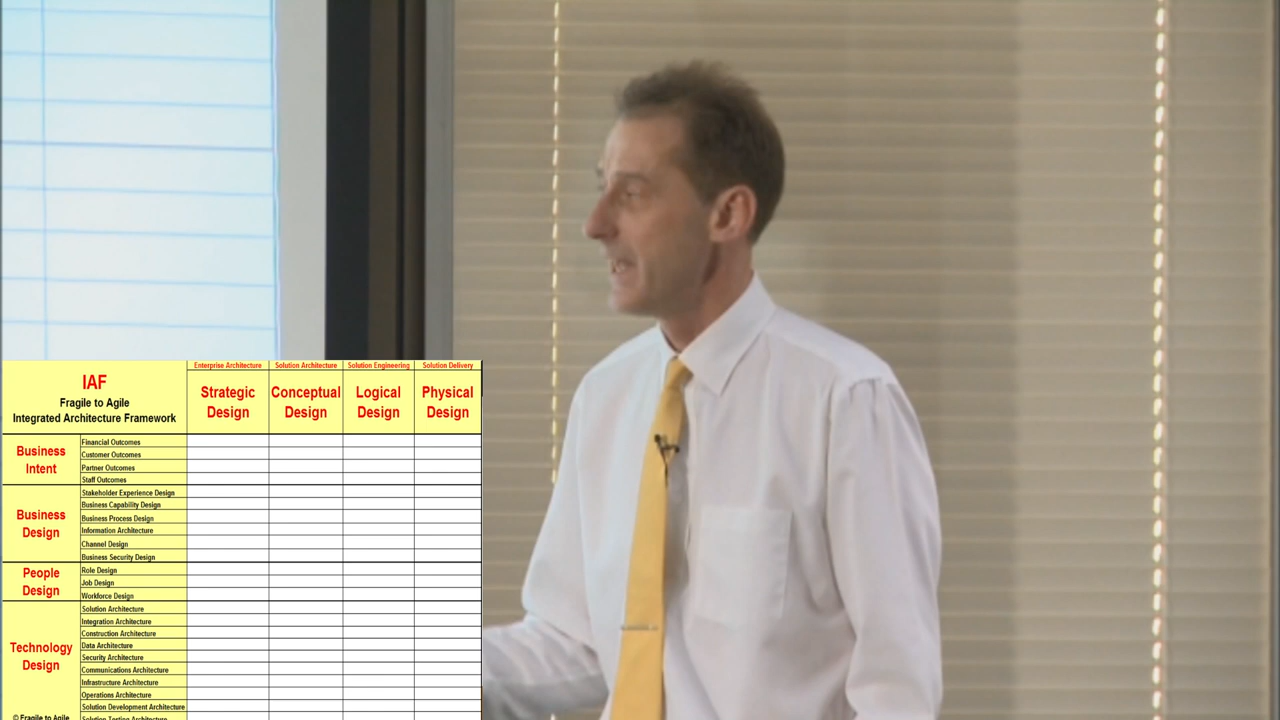 Enterprise Architecture Solution Architecture Solution Engineering Solution Delivery
IAF
Fragile to Agile
Integrated Architecture Framework
Strategic Design
Conceptual Design
Logical Design
Physical Design
Business Intent
Financial Outcomes
Customer Outcomes
Partner Outcomes
Staff Outcomes
Business Design
Stakeholder Experience Design
Business Capability Design
Business Process Design
Information Architecture
Channel Design
Business Security Design
People Design
Role Design
Job Design
Workforce Design
Technology Design
Solution Architecture
Integration Architecture
Construction Architecture
Data Architecture
Security Architecture
Communications Architecture
Infrastructure Architecture
Operations Architecture
Solution Development Architecture
Solution Testing Architecture
© Fragile to Agile